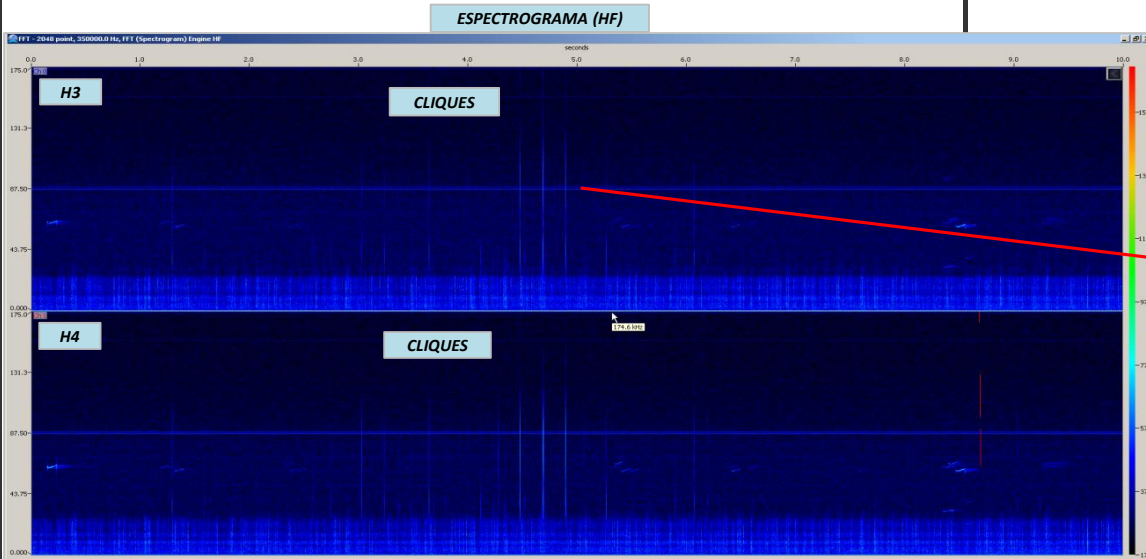 ESPECTROGRAMA (HF)
FFT - 2048 point, 350000.0 Hz, FFT (Spectrogram) Engine HF
seconds
0.0 1.0 2.0 3.0 4.0 5.0 6.0 7.0 8.0 9.0 10.0
175.0
Ch 0
H3
CLIQUES
131.3
87.50
43.75
0.000
175.0
174.6 kHz
H4
CLIQUES
131.3
87.50
43.75
0.000